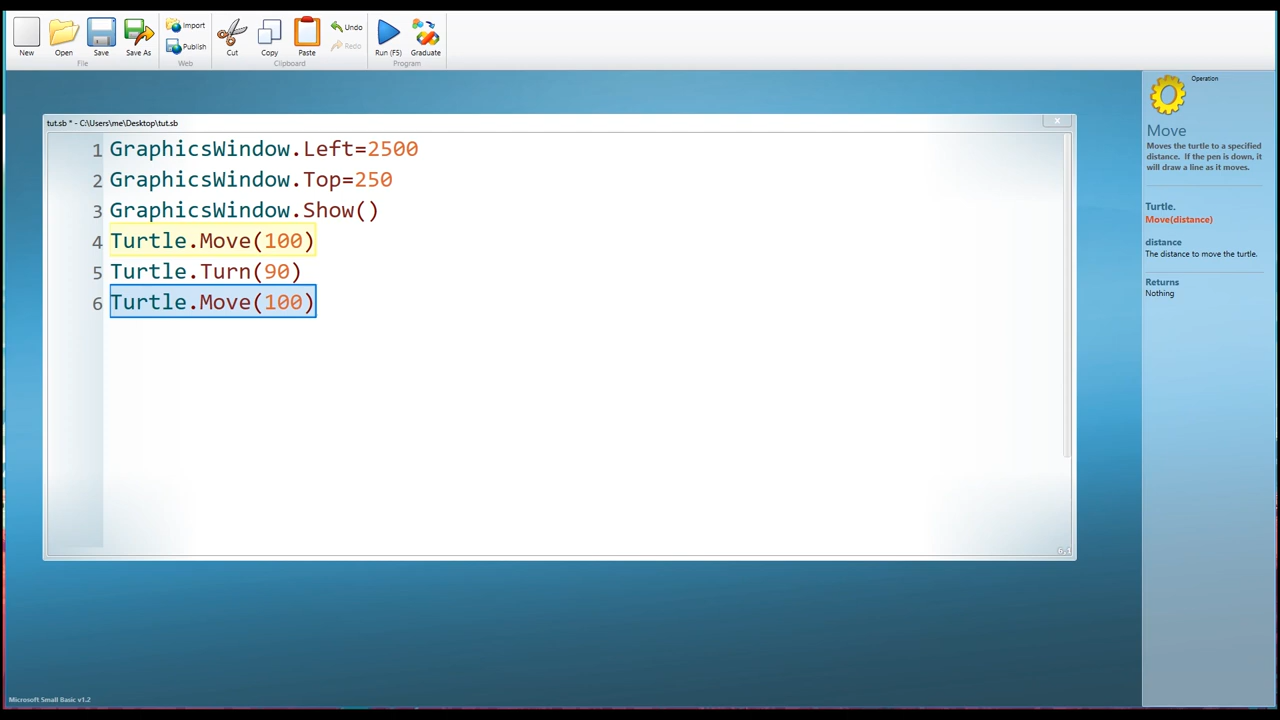 New Open Save Save As Import Publish Cut Copy Paste Undo Redo Run (F5) Graduate
File Web Clipboard Program
tut.sb * - C:\Users\me\Desktop\tut.sb x
1 GraphicsWindow.Left=2500
2 GraphicsWindow.Top=250
3 GraphicsWindow.Show()
4 Turtle.Move(100)
5 Turtle.Turn(90)
6 Turtle.Move(100)
6,1
Operation
Move
Moves the turtle to a specified
distance. If the pen is down, it
will draw a line as it moves.
Turtle.
Move(distance)
distance
The distance to move the turtle.
Returns
Nothing
Microsoft Small Basic v1.2